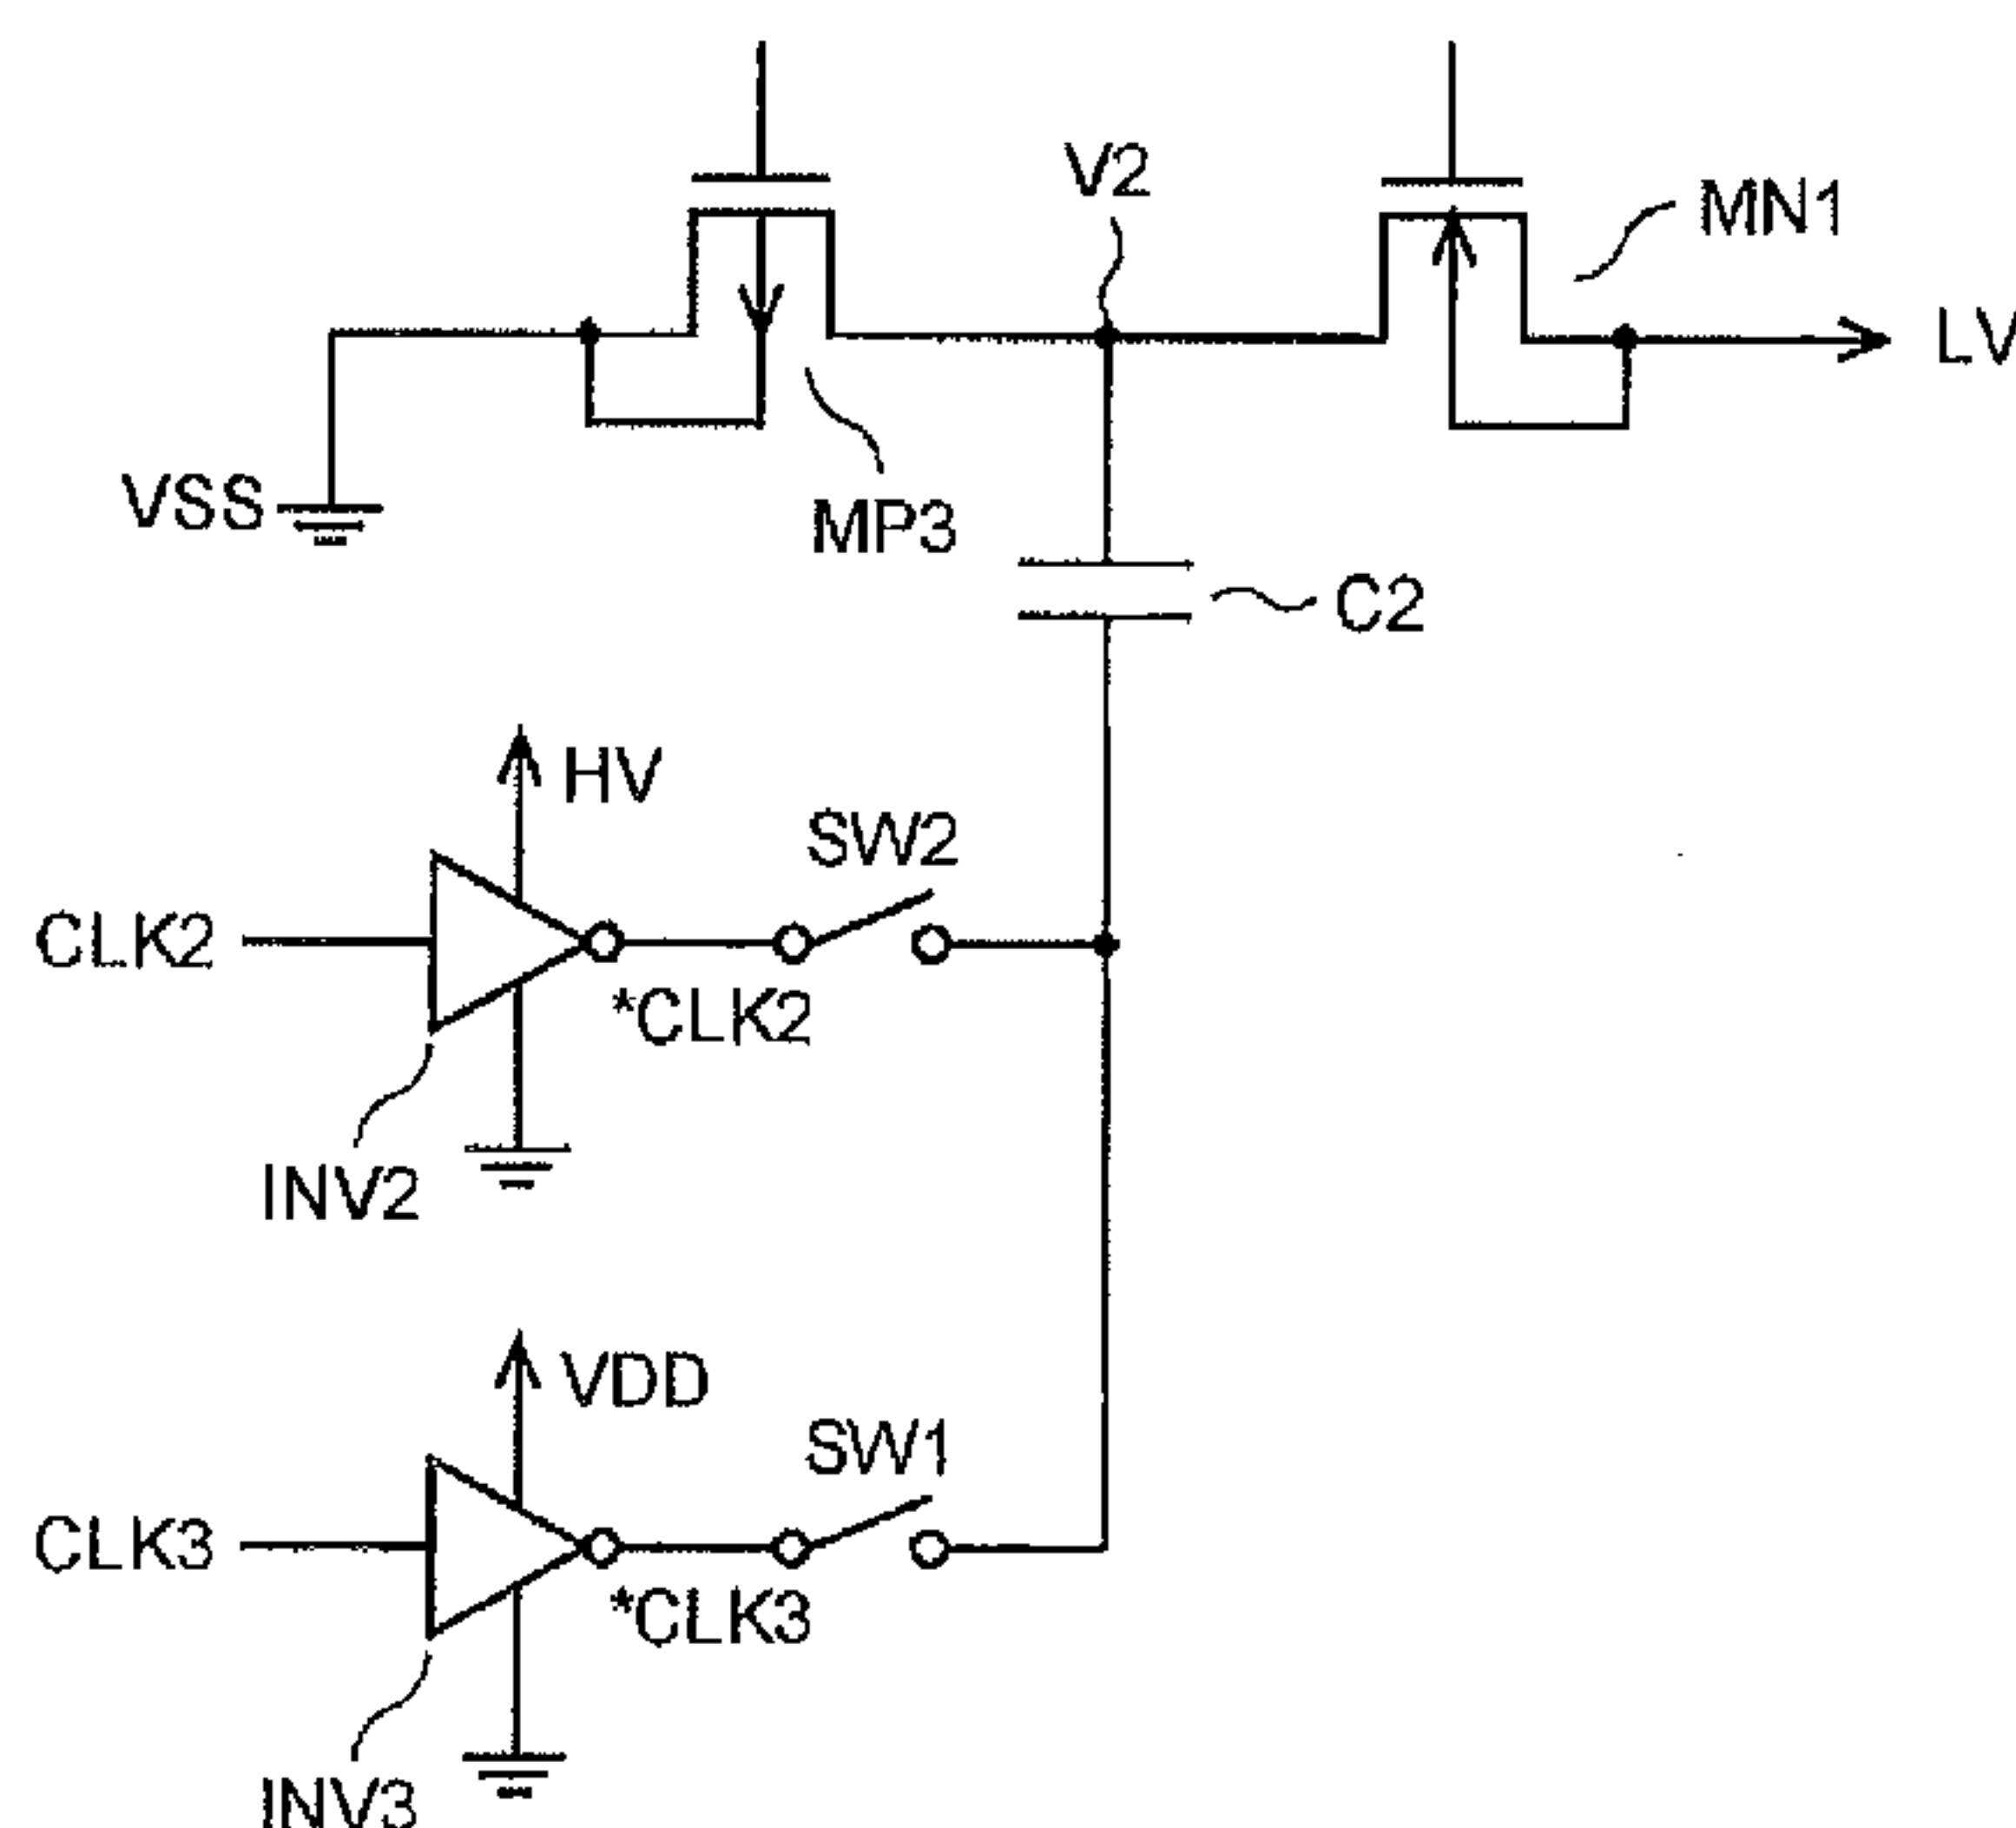 V2
MN1
LV
VSS
MP3
C2
HV
SW2
CLK2
*CLK2
INV2
VDD
SW1
CLK3
*CLK3
INV3